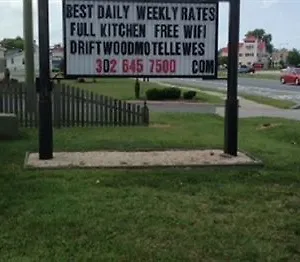 BEST DAILY WEEKLY RATES
FULL KITCHEN FREE WIFI
DRIFTWOODMOTELLEWES
302 645 7500 COM